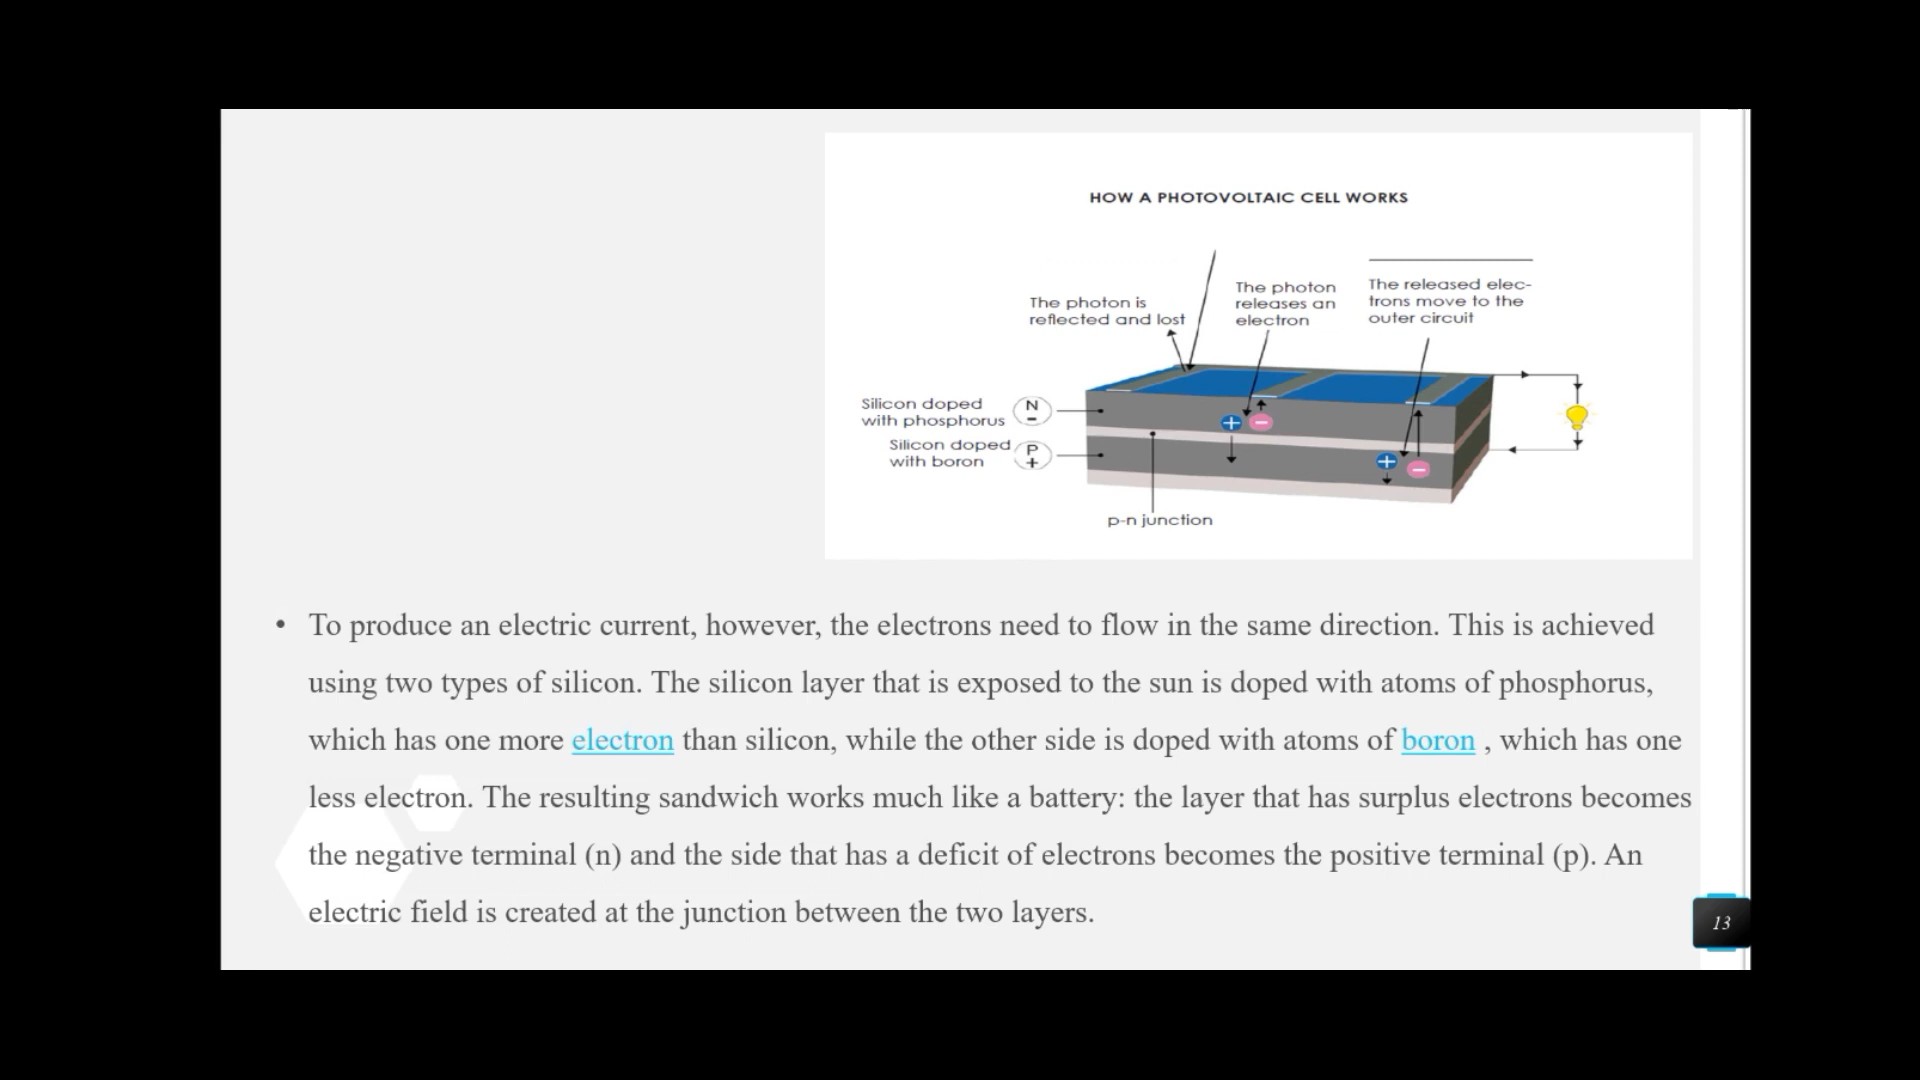 HOW A PHOTOVOLTAIC CELL WORKS
The photon is
reflected and lost
The photon
releases an
electron
The released elec-
trons move to the
outer circuit
Silicon doped
with phosphorus
N
-
Silicon doped
with boron
P
+
+ -
+ -
p-n junction
• To produce an electric current, however, the electrons need to flow in the same direction. This is achieved
using two types of silicon. The silicon layer that is exposed to the sun is doped with atoms of phosphorus,
which has one more electron than silicon, while the other side is doped with atoms of boron , which has one
less electron. The resulting sandwich works much like a battery: the layer that has surplus electrons becomes
the negative terminal (n) and the side that has a deficit of electrons becomes the positive terminal (p). An
electric field is created at the junction between the two layers.
13